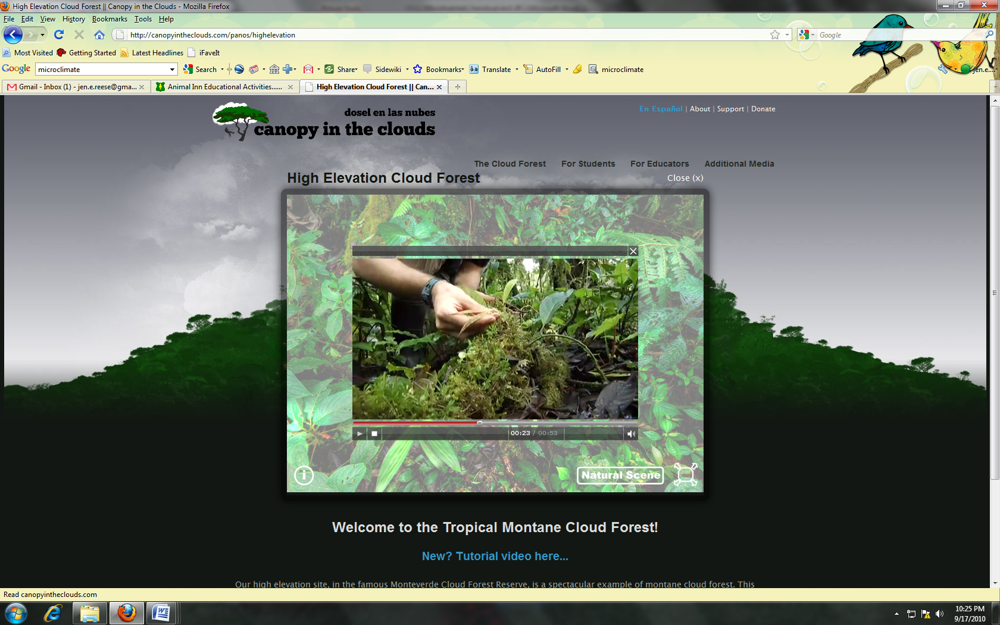 High Elevation Cloud Forest || Canopy in the Clouds - Mozilla Firefox
File Edit View History Bookmarks Tools Help
http://canopyintheclouds.com/panos/highelevation
Google
Most Visited Getting Started Latest Headlines iFaveIt
Google microclimate Search Share Sidewiki Bookmarks Translate AutoFill microclimate jen.e....
Gmail - Inbox (1) - jen.e.reese@gma... Animal Inn Educational Activities...... High Elevation Cloud Forest || Can...
En Español | About | Support | Donate
dosel en las nubes
canopy in the clouds
The Cloud Forest For Students For Educators Additional Media
High Elevation Cloud Forest Close (x)
00:23 / 00:53
i Natural Scene
Welcome to the Tropical Montane Cloud Forest!
New? Tutorial video here...
Our high elevation site, in the famous Monteverde Cloud Forest Reserve, is a spectacular example of montane cloud forest. This
Read canopyintheclouds.com
10:25 PM
9/17/2010